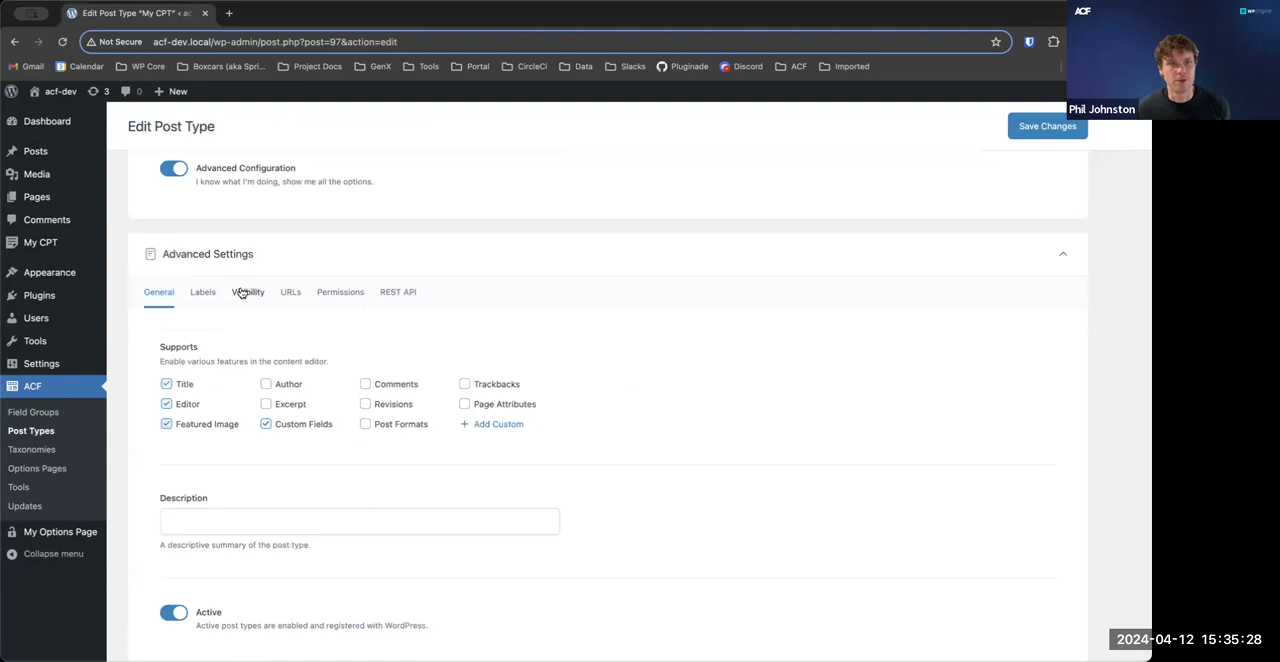 Edit Post Type "My CPT" ‹ ac
Not Secure acf-dev.local/wp-admin/post.php?post=97&action=edit
Gmail Calendar WP Core Boxcars (aka Spri... Project Docs GenX Tools Portal CircleCi Data Slacks Pluginade Discord ACF Imported
acf-dev 3 0 New
ACF
WP engine
Phil Johnston
Dashboard
Posts
Media
Pages
Comments
My CPT
Appearance
Plugins
Users
Tools
Settings
ACF
Field Groups
Post Types
Taxonomies
Options Pages
Tools
Updates
My Options Page
Collapse menu
Edit Post Type
Save Changes
Advanced Configuration
I know what I'm doing, show me all the options.
Advanced Settings
General Labels Visibility URLs Permissions REST API
Supports
Enable various features in the content editor.
Title Author Comments Trackbacks
Editor Excerpt Revisions Page Attributes
Featured Image Custom Fields Post Formats + Add Custom
Description
A descriptive summary of the post type.
Active
Active post types are enabled and registered with WordPress.
2024-04-12 15:35:28